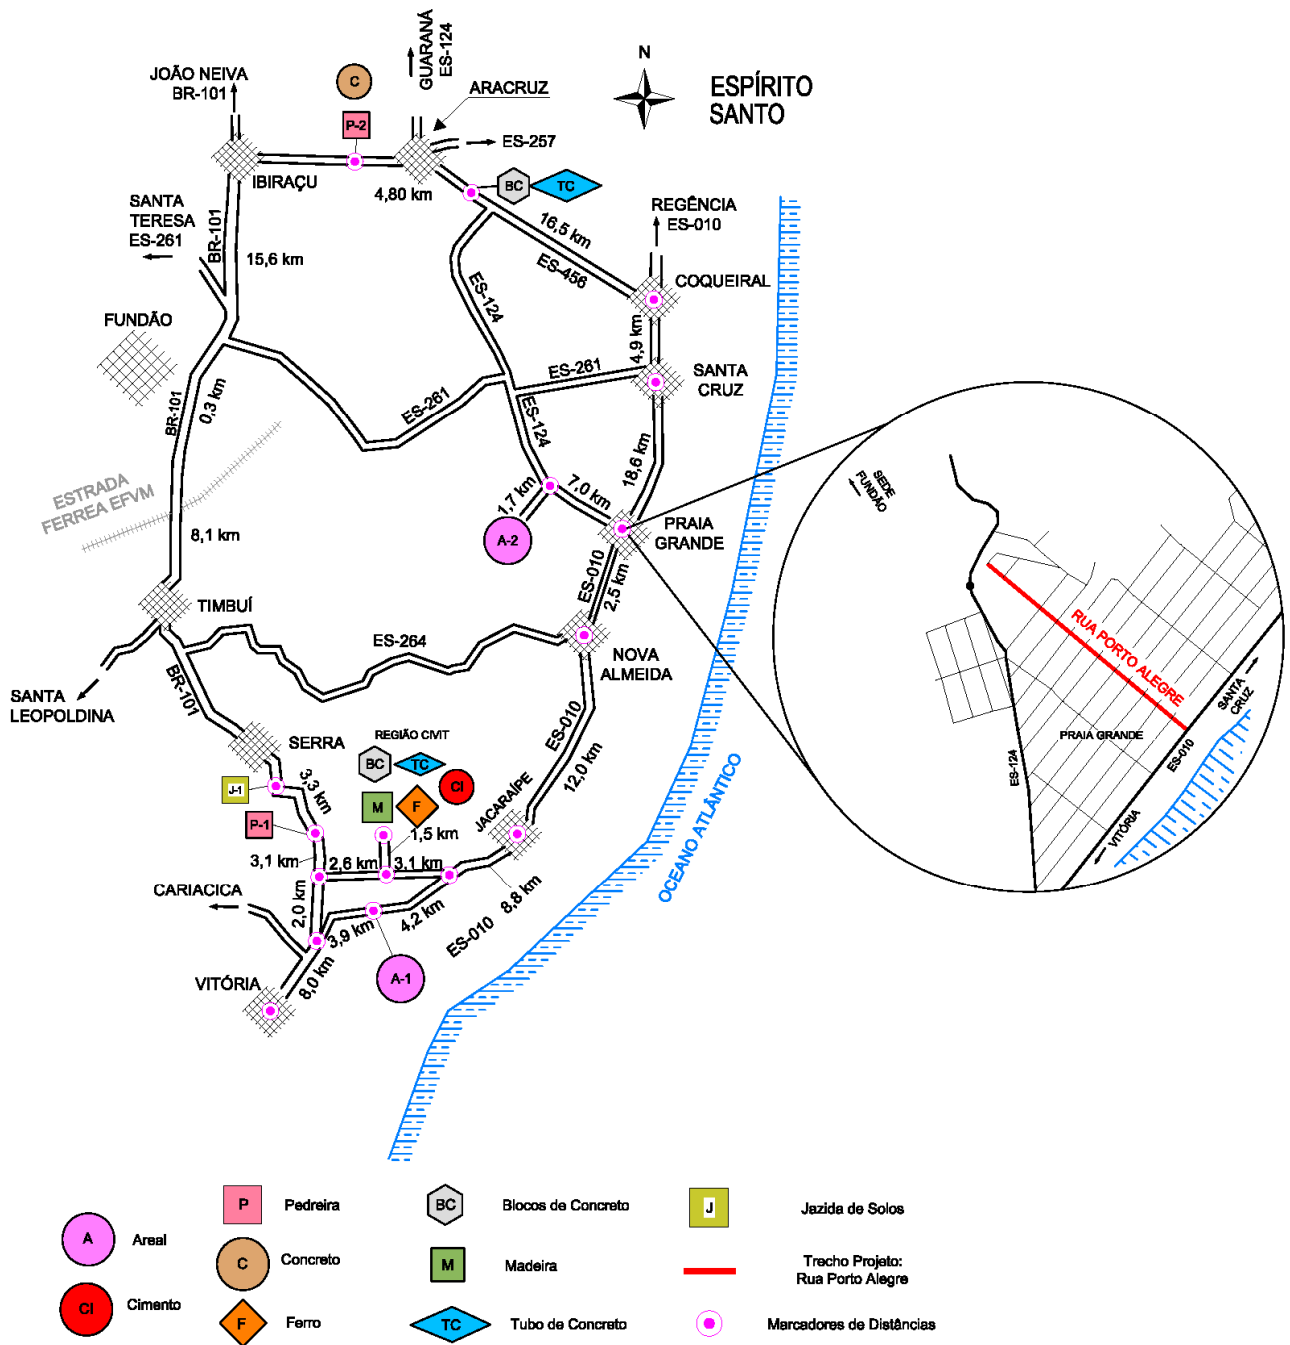 JOÃO NEIVA
BR-101
C
P-2
GUARANÁ
ES-124
ARACRUZ
ES-257
N
ESPÍRITO
SANTO
IBIRAÇU
4,80 km
BC
TC
SANTA
TERESA
ES-261
BR-101
15,6 km
16,5 km
ES-456
REGÊNCIA
ES-010
COQUEIRAL
ES-124
4,9 km
FUNDÃO
SANTA
CRUZ
ES-261
ES-261
BR-101
0,3 km
ES-124
18,6 km
ESTRADA
FERREA EFVM
8,1 km
1,7 km
7,0 km
A-2
PRAIA
GRANDE
ES-010
2,5 km
TIMBUÍ
ES-264
NOVA
ALMEIDA
SANTA
LEOPOLDINA
BR-101
SERRA
REGIÃO CIVIT
BC
TC
CI
M
F
J-1
3,3 km
P-1
1,5 km
JACARAÍPE
ES-010
12,0 km
3,1 km
2,6 km
3,1 km
CARIACICA
2,0 km
3,9 km
4,2 km
ES-010
8,8 km
A-1
VITÓRIA
8,0 km
OCEANO ATLÂNTICO
SEDE
FUNDÃO
RUA PORTO ALEGRE
SANTA
CRUZ
PRAIA GRANDE
ES-010
ES-124
VITÓRIA
A
Areal
P
Pedreira
BC
Blocos de Concreto
J
Jazida de Solos
C
Concreto
M
Madeira
Trecho Projeto:
Rua Porto Alegre
CI
Cimento
F
Ferro
TC
Tubo de Concreto
Marcadores de Distâncias